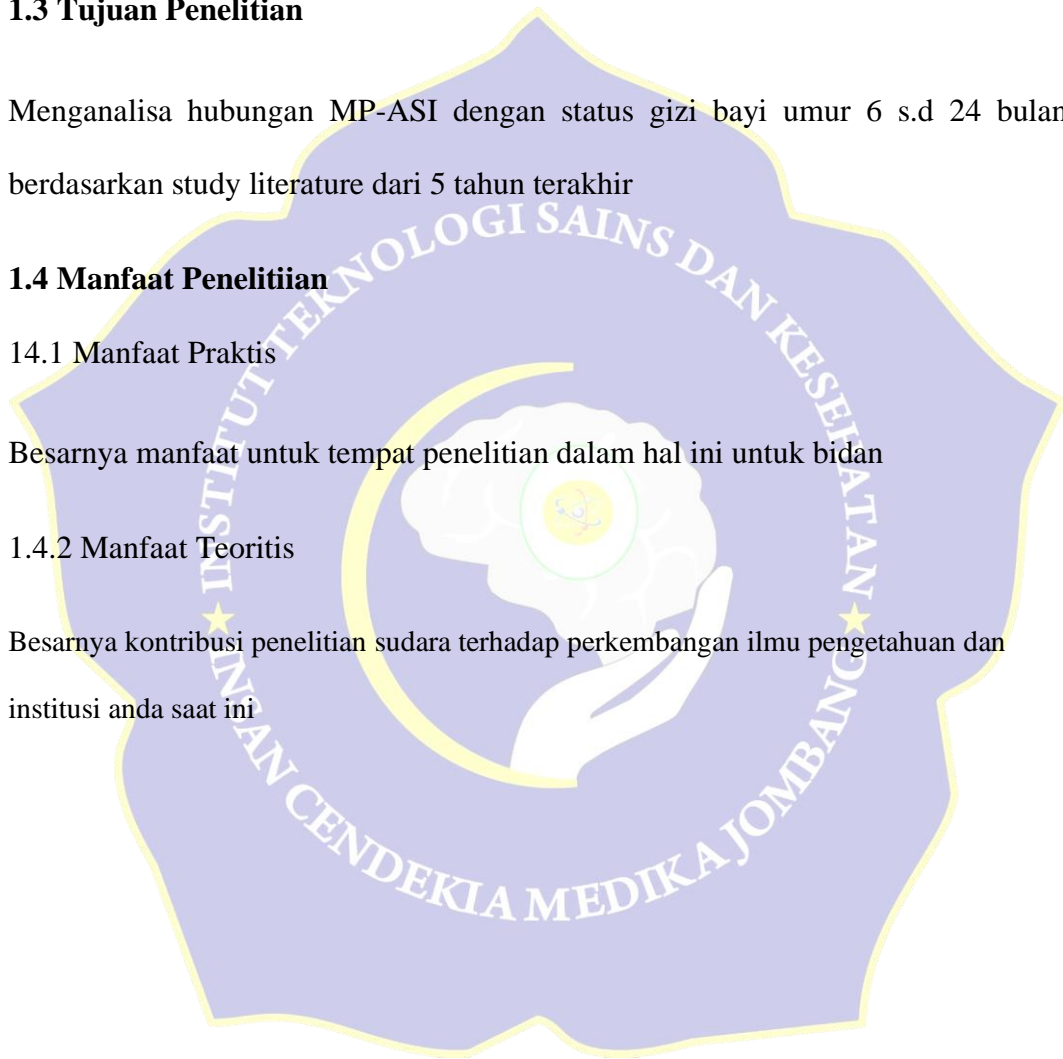 1.3 Tujuan Penelitian
Menganalisa hubungan MP-ASI dengan status gizi bayi umur 6 s.d 24 bulan
berdasarkan study literature dari 5 tahun terakhir
1.4 Manfaat Penelitiian
14.1 Manfaat Praktis
Besarnya manfaat untuk tempat penelitian dalam hal ini untuk bidan
1.4.2 Manfaat Teoritis
Besarnya kontribusi penelitian sudara terhadap perkembangan ilmu pengetahuan dan
institusi anda saat ini
INSTITUT TEKNOLOGI SAINS DAN KESEHATAN
INSAN CENDEKIA MEDIKA JOMBANG